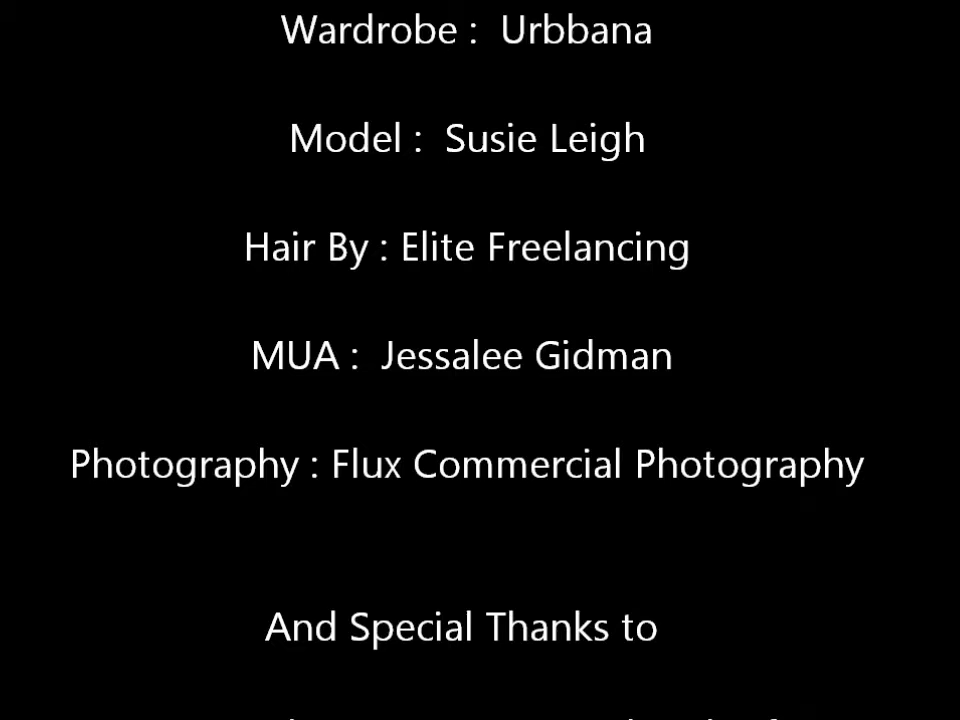 Wardrobe :  Urbbana
Model :  Susie Leigh
Hair By : Elite Freelancing
MUA :  Jessalee Gidman
Photography : Flux Commercial Photography
And Special Thanks to